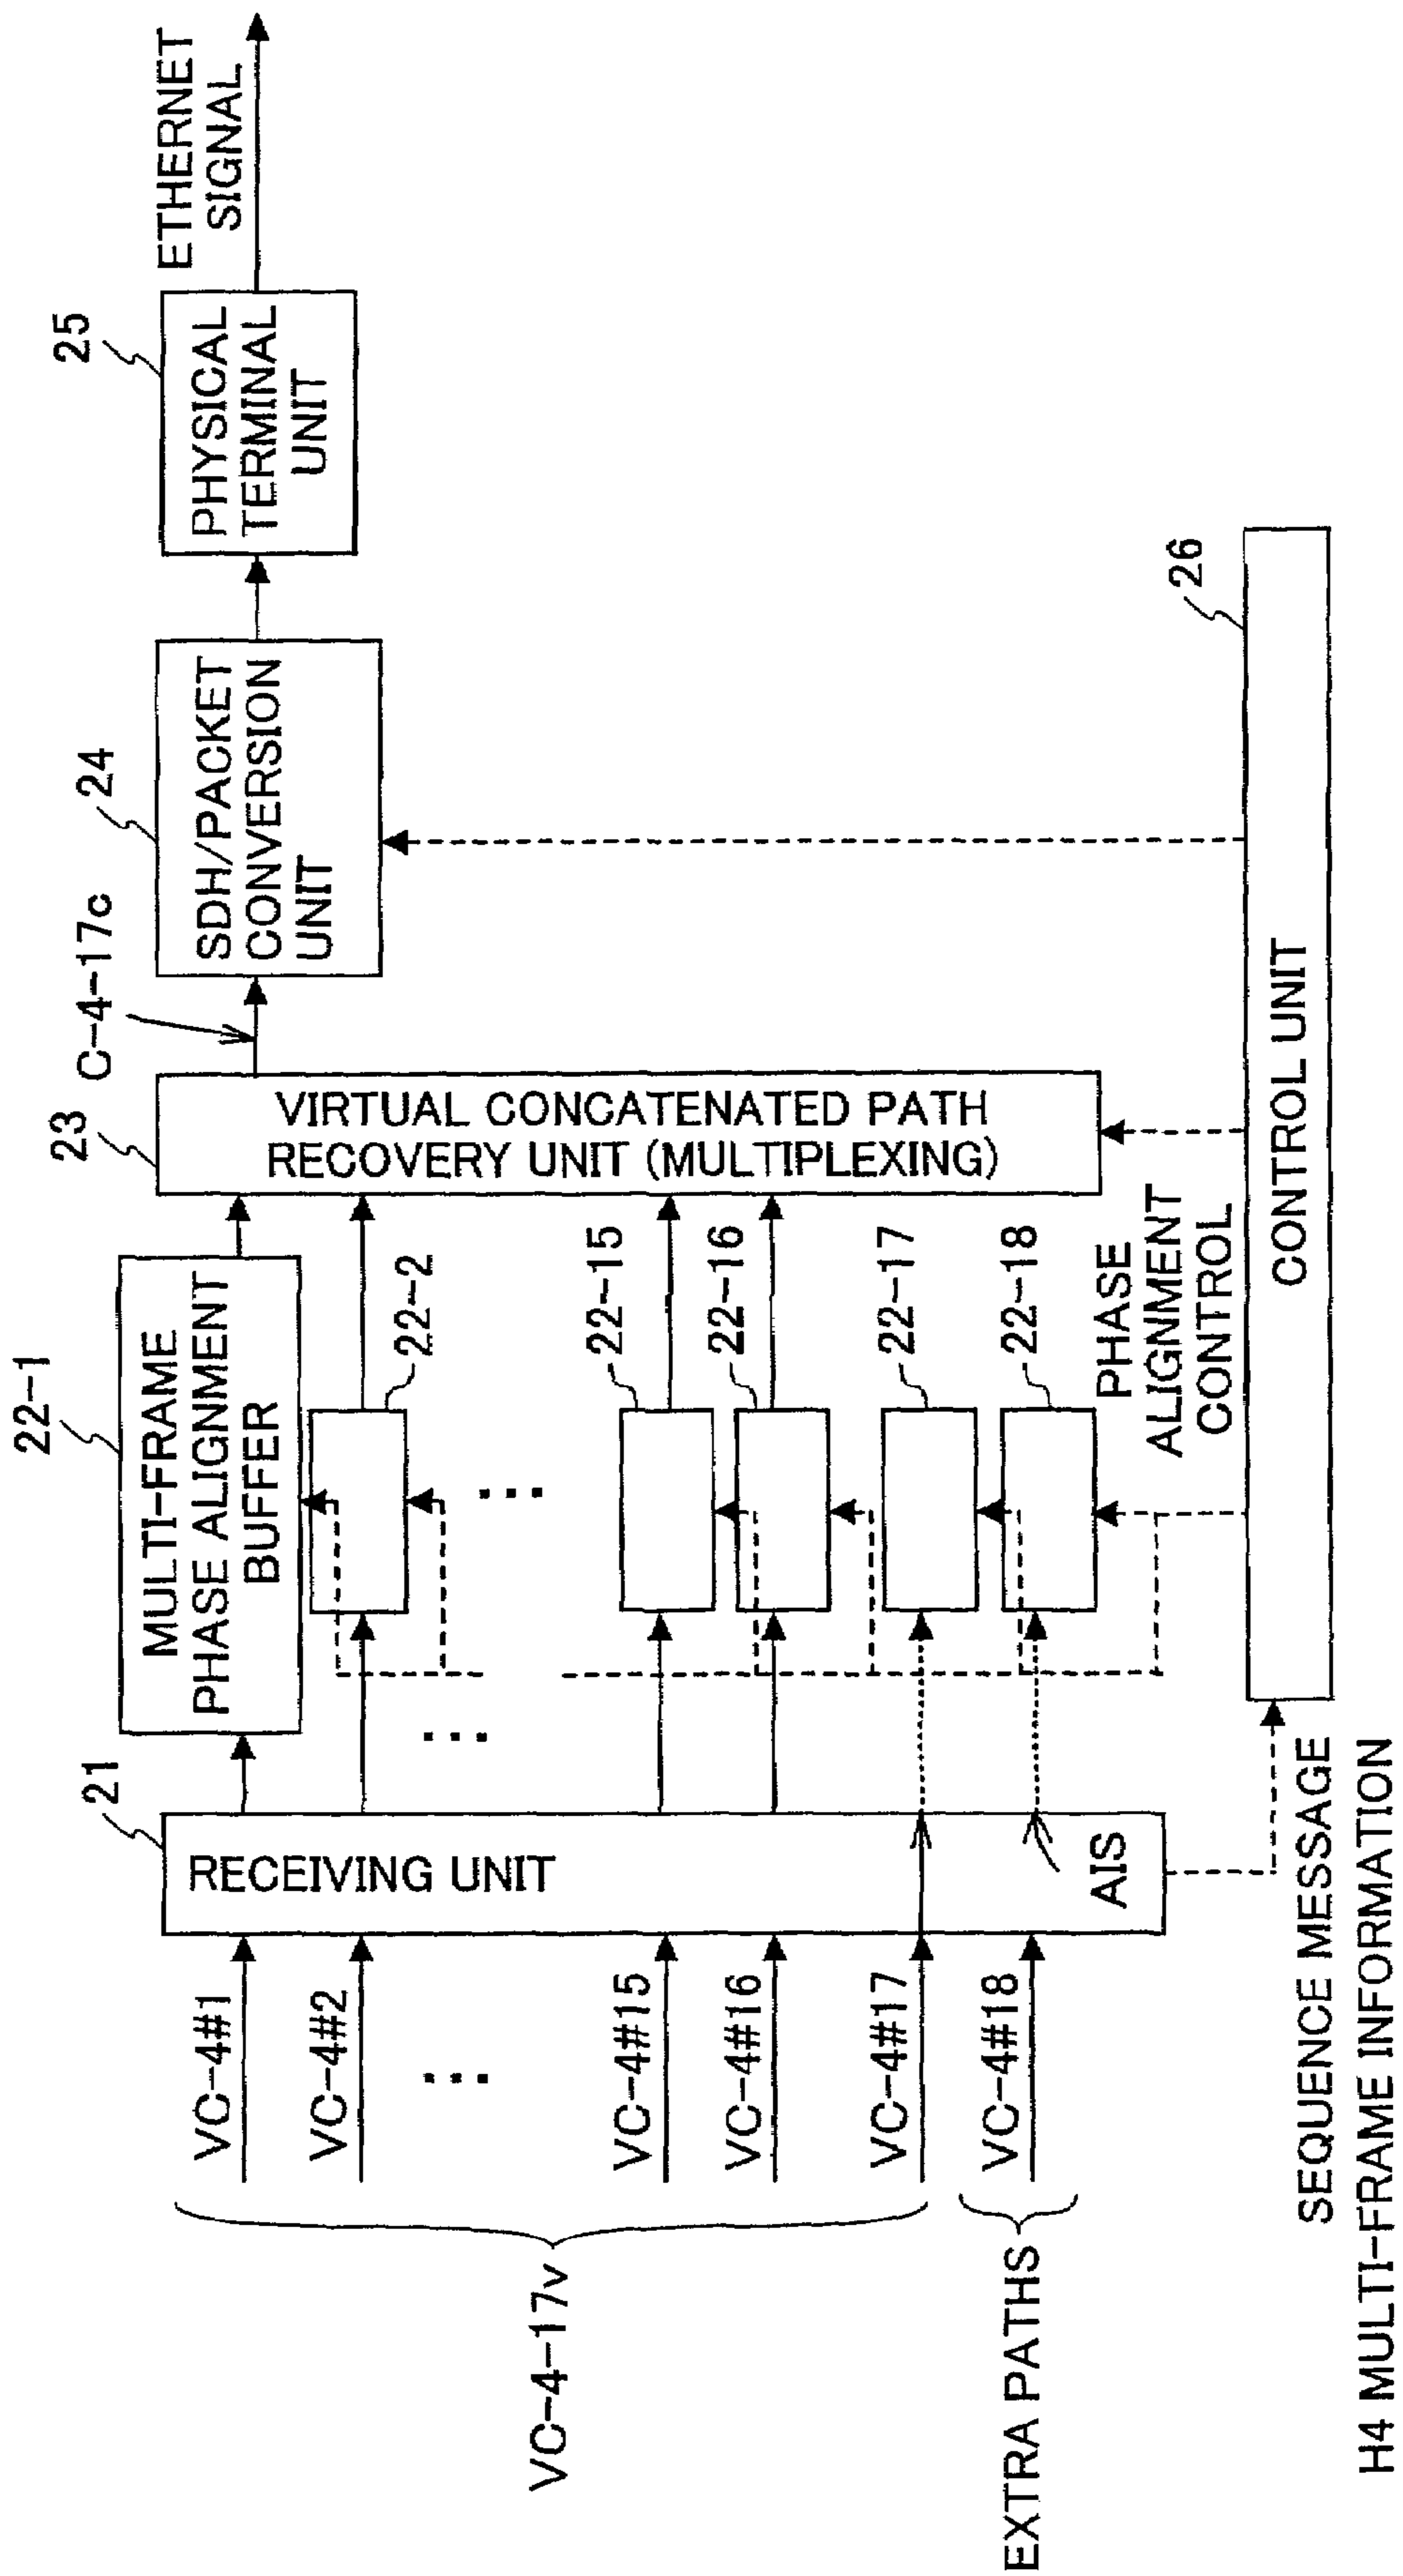 VC-4-17v
EXTRA PATHS
VC-4#1
VC-4#2
...
VC-4#15
VC-4#16
VC-4#17
VC-4#18
21
RECEIVING UNIT
AIS
SEQUENCE MESSAGE
H4 MULTI-FRAME INFORMATION
...
22-1
MULTI-FRAME
PHASE ALIGNMENT
BUFFER
22-2
...
22-15
22-16
22-17
22-18
PHASE
ALIGNMENT
CONTROL
23
VIRTUAL CONCATENATED PATH
RECOVERY UNIT (MULTIPLEXING)
C-4-17c
24
SDH/PACKET
CONVERSION
UNIT
25
PHYSICAL
TERMINAL
UNIT
ETHERNET
SIGNAL
26
CONTROL UNIT